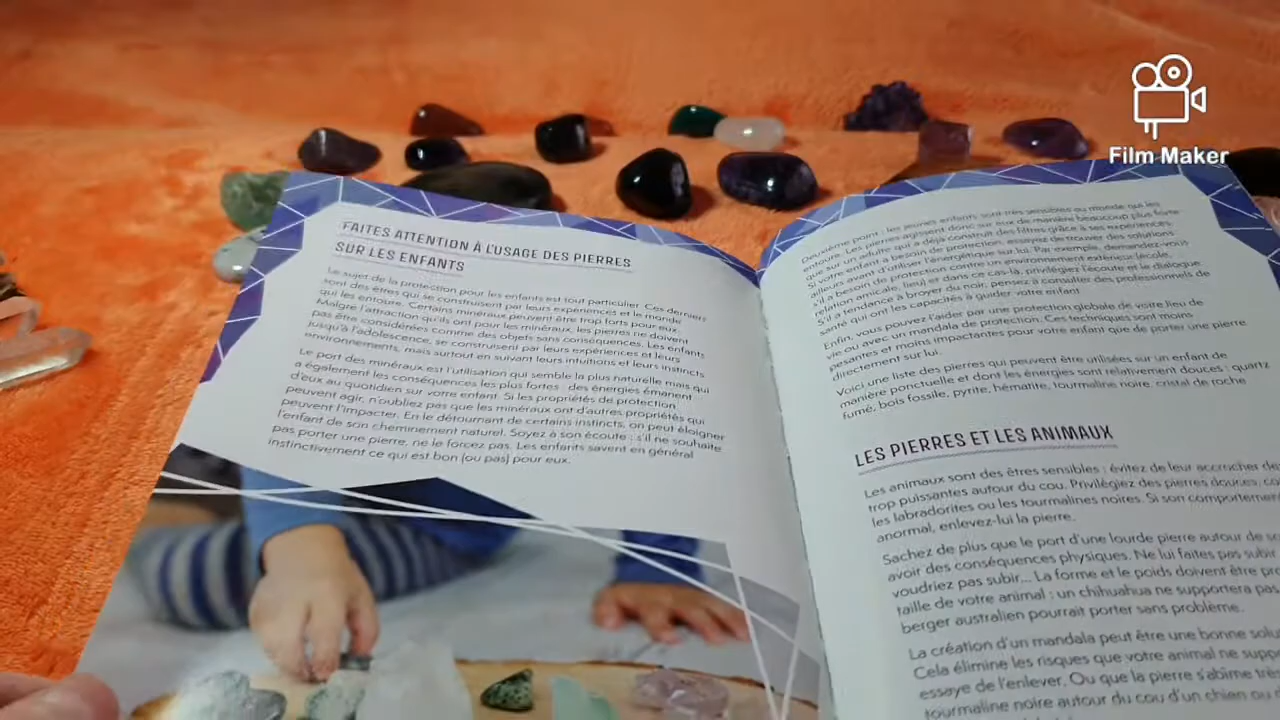 Film Maker
FAITES ATTENTION À L'USAGE DES PIERRES
SUR LES ENFANTS
Le sujet de la protection pour les enfants est tout particulier. Ces derniers
sont des êtres qui se construisent par leurs expériences et le monde
qui les entoure. Certains minéraux peuvent être trop forts pour eux.
Malgré l'attraction qu'ils ont pour les minéraux, les pierres ne doivent
pas être considérées comme des objets sans conséquences. Les enfants
jusqu'à l'adolescence, se construisent par leurs expériences et leurs
environnements, mais surtout en suivant leurs intuitions et leurs instincts
Le port des minéraux est l'utilisation qui semble la plus naturelle mais qui
a également les conséquences les plus fortes : des énergies émanent
d'eux au quotidien sur votre enfant. Si les propriétés de protection
peuvent agir, n'oubliez pas que les minéraux ont d'autres propriétés qui
peuvent l'impacter. En le détournant de certains instincts, on peut éloigner
l'enfant de son cheminement naturel. Soyez à son écoute : s'il ne souhaite
pas porter une pierre, ne le forcez pas. Les enfants savent en général
instinctivement ce qui est bon (ou pas) pour eux.
Deuxième point : les jeunes enfants sont très sensibles au monde qui les
entoure. Les pierres agissent donc sur eux de manière beaucoup plus forte
que sur un adulte qui a déjà construit des filtres grâce à ses expériences.
Si votre enfant a besoin de protection, essayez de trouver des solutions
avant d'utiliser l'énergétique sur lui. Par exemple, demandez-vous
s'il a besoin de protection contre un environnement extérieur (école,
relation amicale, lieu) et dans ce cas-là, privilégiez l'écoute et le dialogue.
S'il a tendance à broyer du noir, pensez à consulter des professionnels de
santé qui ont les capacités à guider votre enfant.
Enfin, vous pouvez l'aider par une protection globale de votre lieu de
vie ou avec un mandala de protection. Ces techniques sont moins
pesantes et moins impactantes pour votre enfant que de porter une pierre
directement sur lui.
Voici une liste des pierres qui peuvent être utilisées sur un enfant de
manière ponctuelle et dont les énergies sont relativement douces : quartz
fumé, bois fossile, pyrite, hématite, tourmaline noire, cristal de roche
LES PIERRES ET LES ANIMAUX
Les animaux sont des êtres sensibles : évitez de leur accrocher de
trop puissantes autour du cou. Privilégiez des pierres douces, co
les labradorites ou les tourmalines noires. Si son comportemen
anormal, enlevez-lui la pierre.
Sachez de plus que le port d'une lourde pierre autour de s
avoir des conséquences physiques. Ne lui faites pas subir
voudriez pas subir... La forme et le poids doivent être pro
taille de votre animal : un chihuahua ne supportera pas
berger australien pourrait porter sans problème.
La création d'un mandala peut être une bonne solu
Cela élimine les risques que votre animal ne supp
essaye de l'enlever. Ou que la pierre s'abîme très
tourmaline noire autour du cou d'un chien ou